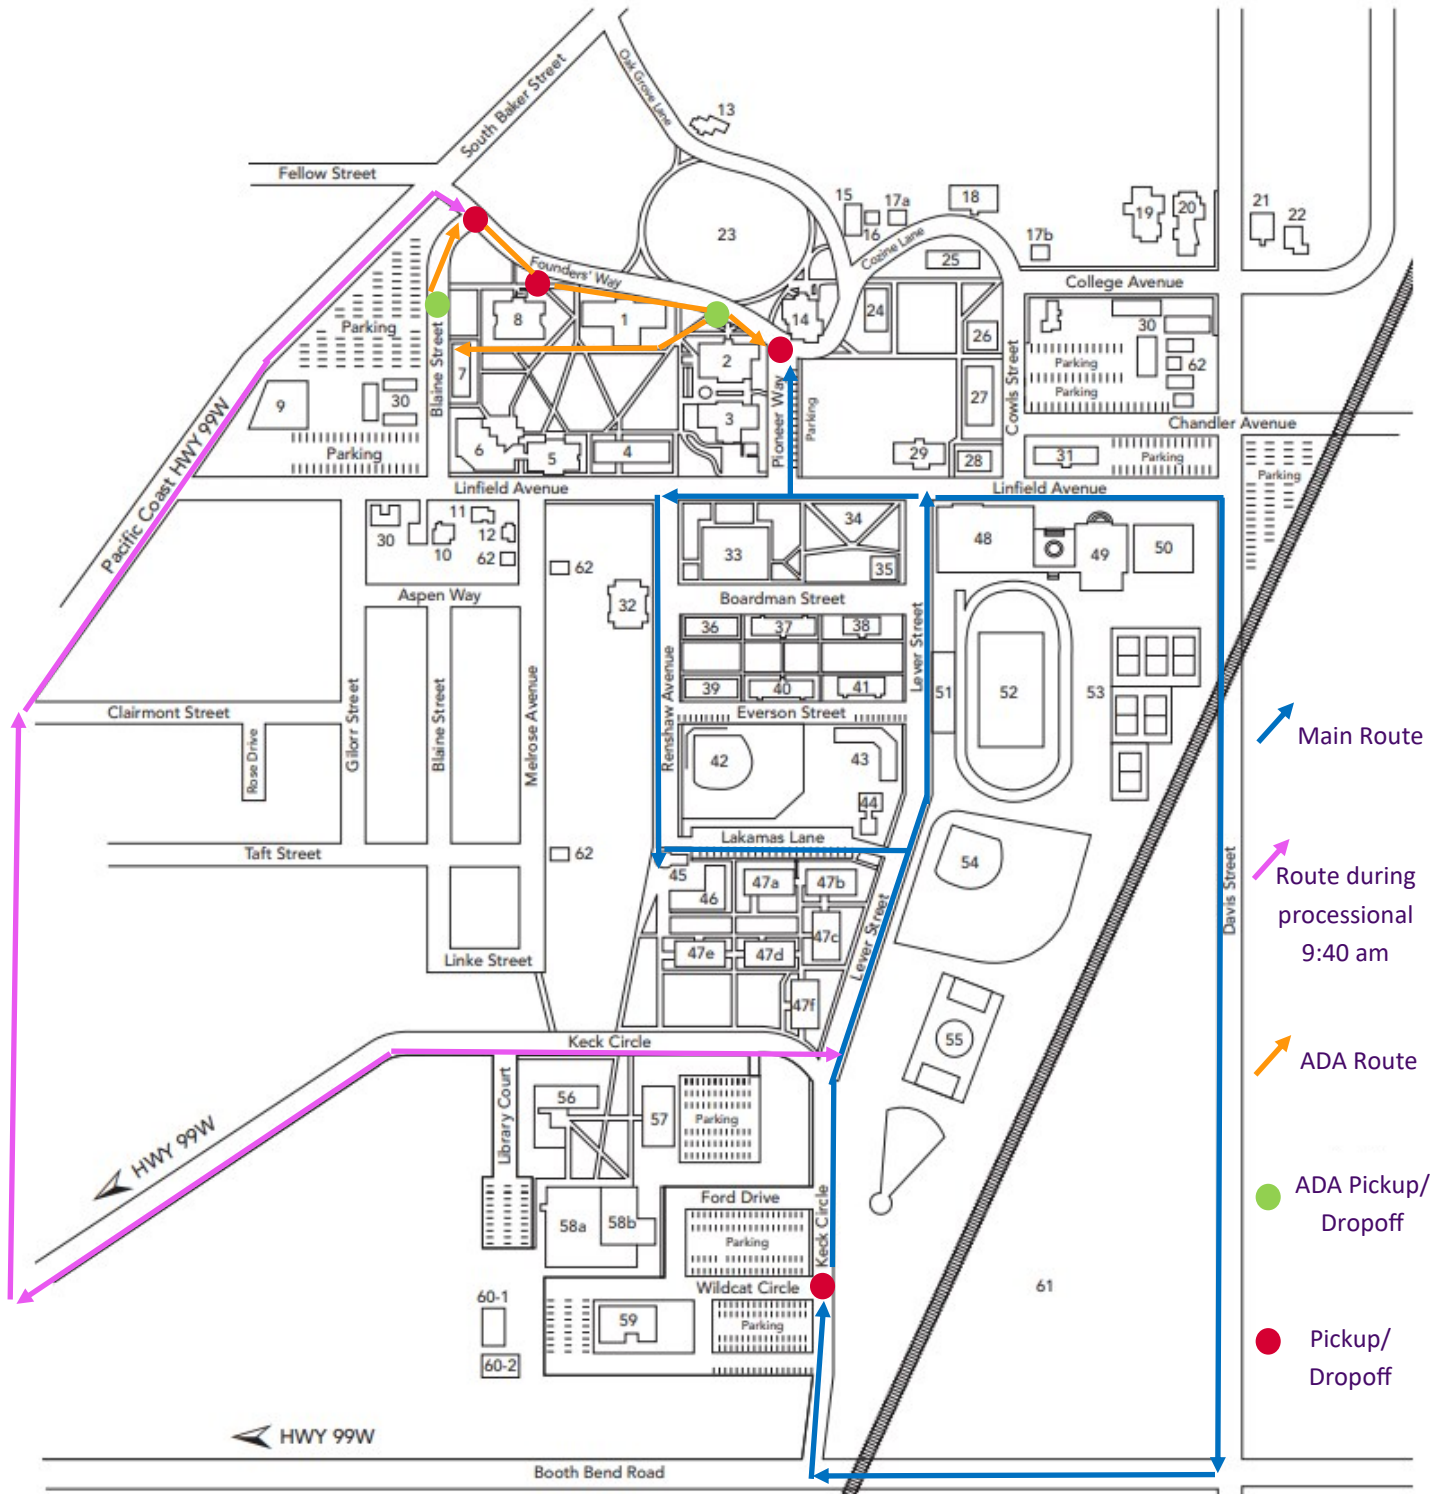 South Baker Street
Oak Grove Lane
13
Fellow Street
15
16
17a
18
19
20
21
22
23
17b
Cozine Lane
25
Founders' Way
College Avenue
Parking
8
1
14
24
26
30
Blaine Street
7
2
Parking
62
Parking
9
30
3
Pioneer Way
Parking
27
Cowls Street
Chandler Avenue
Pacific Coast HWY 99W
Parking
6
5
4
29
28
31
Parking
Parking
Linfield Avenue
Linfield Avenue
30
11
10
12
62
62
33
34
35
48
49
50
Aspen Way
32
Boardman Street
36
37
38
Lever Street
Renshaw Avenue
39
40
41
51
52
53
Clairmont Street
Rose Drive
Gilorr Street
Blaine Street
Melrose Avenue
Everson Street
42
43
44
Main Route
Taft Street
62
Lakamas Lane
45
46
47a
47b
54
Davis Street
Route during
processional
9:40 am
Linke Street
47e
47d
47c
Lever Street
47f
Keck Circle
55
ADA Route
HWY 99W
Library Court
56
57
Parking
58a
58b
Ford Drive
Parking
Keck Circle
ADA Pickup/
Dropoff
Wildcat Circle
60-1
59
Parking
61
60-2
Pickup/
Dropoff
HWY 99W
Booth Bend Road